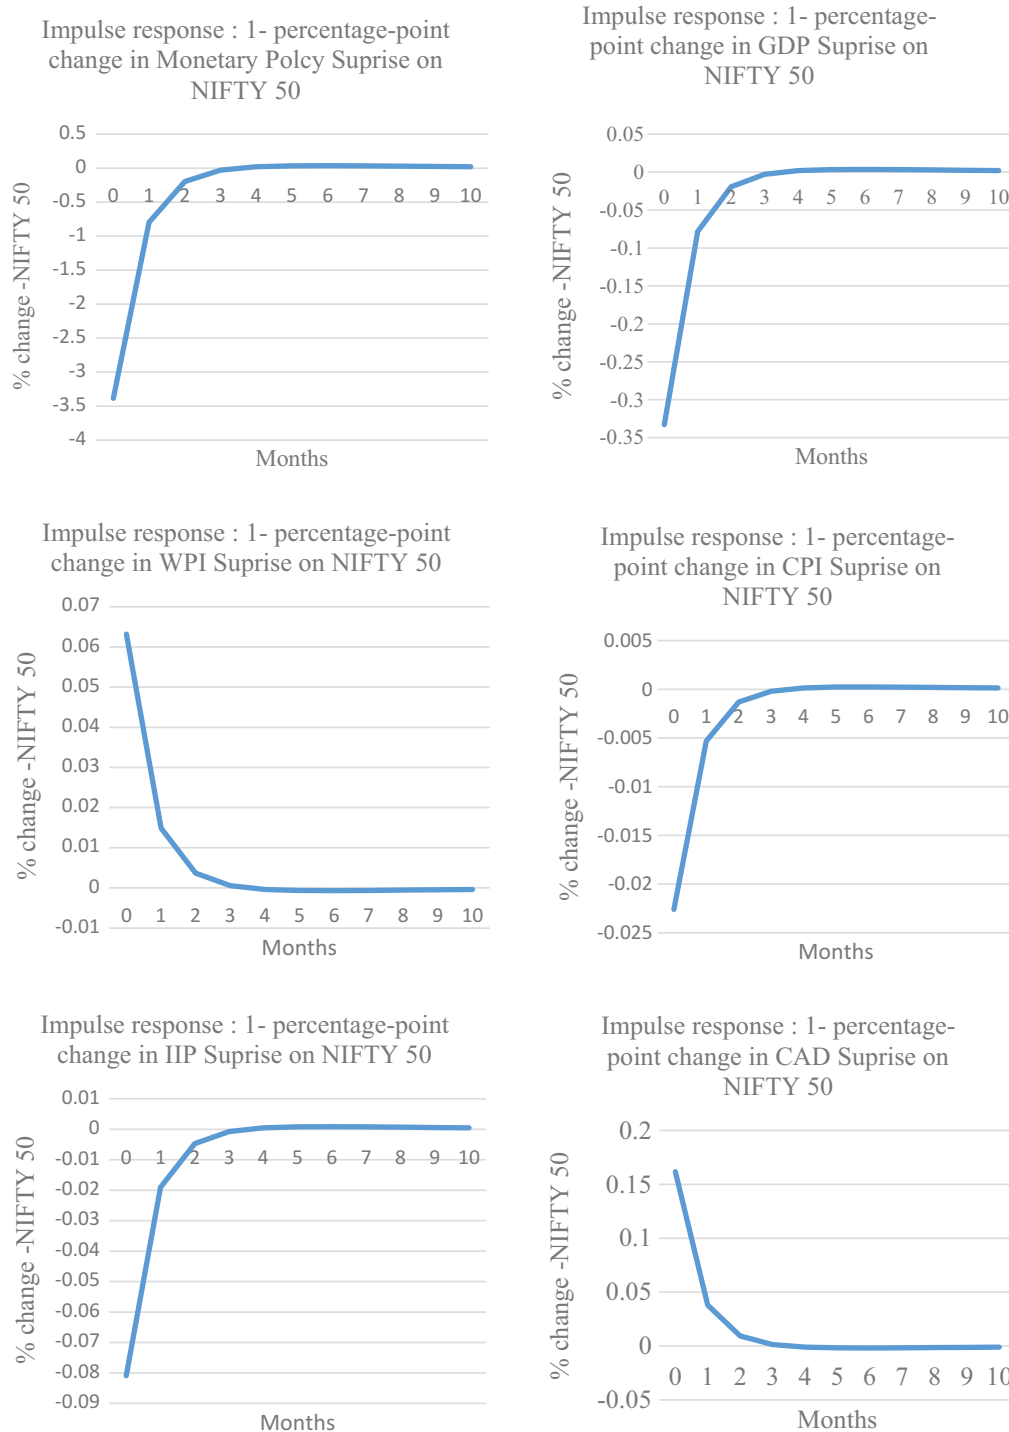 Impulse response : 1- percentage-point
change in Monetary Polcy Suprise on
NIFTY 50
0.5
0
-0.5
-1
-1.5
-2
-2.5
-3
-3.5
-4
0 1 2 3 4 5 6 7 8 9 10
% change -NIFTY 50
Months
Impulse response : 1- percentage-
point change in GDP Suprise on
NIFTY 50
0.05
0
-0.05
-0.1
-0.15
-0.2
-0.25
-0.3
-0.35
0 1 2 3 4 5 6 7 8 9 10
% change -NIFTY 50
Months
Impulse response : 1- percentage-point
change in WPI Suprise on NIFTY 50
0.07
0.06
0.05
0.04
0.03
0.02
0.01
0
-0.01
0 1 2 3 4 5 6 7 8 9 10
% change -NIFTY 50
Months
Impulse response : 1- percentage-
point change in CPI Suprise on
NIFTY 50
0.005
0
-0.005
-0.01
-0.015
-0.02
-0.025
0 1 2 3 4 5 6 7 8 9 10
% change -NIFTY 50
Months
Impulse response : 1- percentage-point
change in IIP Suprise on NIFTY 50
0.01
0
-0.01
-0.02
-0.03
-0.04
-0.05
-0.06
-0.07
-0.08
-0.09
0 1 2 3 4 5 6 7 8 9 10
% change -NIFTY 50
Months
Impulse response : 1- percentage-
point change in CAD Suprise on
NIFTY 50
0.2
0.15
0.1
0.05
0
-0.05
0 1 2 3 4 5 6 7 8 9 10
% change -NIFTY 50
Months